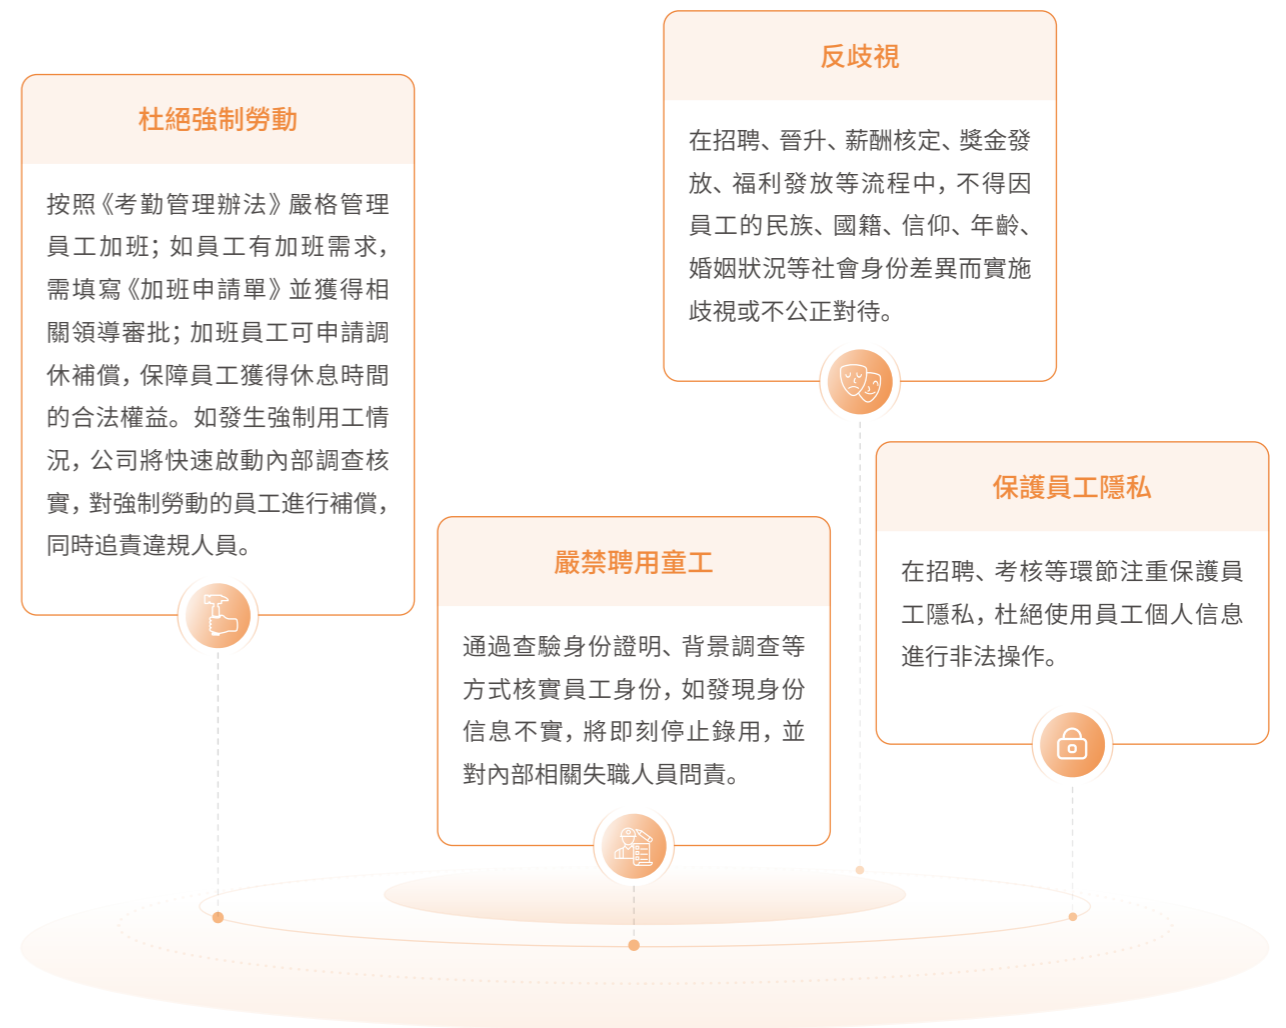 杜絕強制勞動
按照《考勤管理辦法》嚴格管理
員工加班；如員工有加班需求，
需填寫《加班申請單》並獲得相
關領導審批；加班員工可申請調
休補償，保障員工獲得休息時間
的合法權益。如發生強制用工情
況，公司將快速啟動內部調查核
實，對強制勞動的員工進行補償，
同時追責違規人員。
嚴禁聘用童工
通過查驗身份證明、背景調查等
方式核實員工身份，如發現身份
信息不實，將即刻停止錄用，並
對內部相關失職人員問責。
反歧視
在招聘、晉升、薪酬核定、獎金發
放、福利發放等流程中，不得因
員工的民族、國籍、信仰、年齡、
婚姻狀況等社會身份差異而實施
歧視或不公正對待。
保護員工隱私
在招聘、考核等環節注重保護員
工隱私，杜絕使用員工個人信息
進行非法操作。